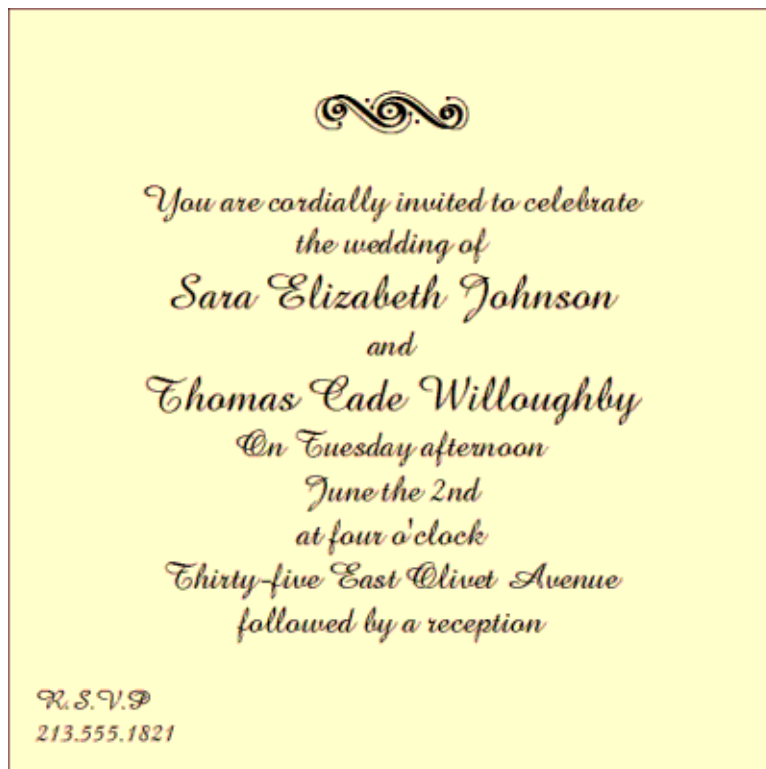 You are cordially invited to celebrate
the wedding of
Sara Elizabeth Johnson
and
Thomas Cade Willoughby
On Tuesday afternoon
June the 2nd
at four o'clock
Thirty-five East Olivet Avenue
followed by a reception
R.S.V.P
213.555.1821